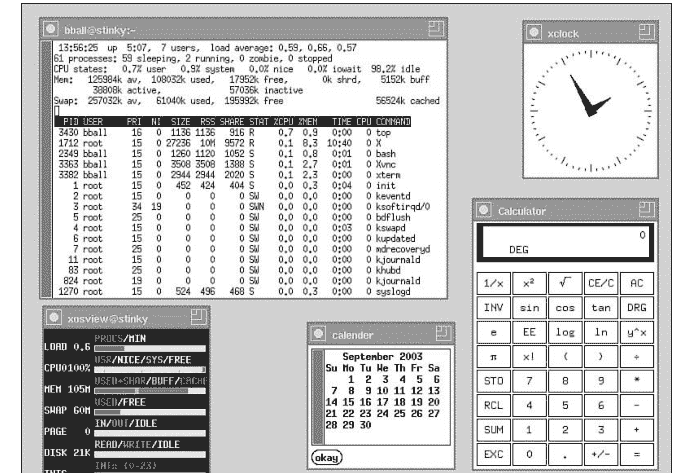 bball@stinky:~
13:56:25 up 5:07, 7 users, load average: 0.59, 0.66, 0.57
61 processes: 59 sleeping, 2 running, 0 zombie, 0 stopped
CPU states: 0.7% user 0.9% system 0.0% nice 0.0% iowait 98.2% idle
Mem: 125984k av, 108032k used, 17952k free, 0k shrd, 5152k buff
38808k active, 57036k inactive
Swap: 257032k av, 61040k used, 195992k free 56524k cached
PID USER PRI NI SIZE RSS SHARE STAT %CPU %MEM TIME CPU COMMAND
3430 bball 16 0 1136 1136 916 R 0.7 0.9 0:00 0 top
1712 root 15 0 27236 10M 9572 R 0.1 8.3 10:40 0 X
2349 bball 15 0 1260 1120 1052 S 0.1 0.8 0:01 0 bash
3363 bball 15 0 3508 3508 1388 S 0.1 2.7 0:01 0 Xvnc
3382 bball 15 0 2944 2944 2020 S 0.1 2.3 0:00 0 xterm
1 root 15 0 452 424 404 S 0.0 0.3 0:04 0 init
2 root 15 0 0 0 0 SW 0.0 0.0 0:00 0 keventd
3 root 34 19 0 0 0 SWN 0.0 0.0 0:00 0 ksoftirqd/0
5 root 25 0 0 0 0 SW 0.0 0.0 0:00 0 bdflush
4 root 15 0 0 0 0 SW 0.0 0.0 0:03 0 kswapd
6 root 15 0 0 0 0 SW 0.0 0.0 0:00 0 kupdated
7 root 25 0 0 0 0 SW 0.0 0.0 0:00 0 mdrecoveryd
11 root 15 0 0 0 0 SW 0.0 0.0 0:00 0 kjournald
83 root 25 0 0 0 0 SW 0.0 0.0 0:00 0 khubd
824 root 19 0 0 0 0 SW 0.0 0.0 0:00 0 kjournald
1270 root 15 0 524 496 468 S 0.0 0.3 0:00 0 syslogd
xclock
Calculator
0
DEG
1/x x² √ CE/C AC
INV sin cos tan DRG
e EE log ln y^x
π x! ( ) ÷
STO 7 8 9 *
RCL 4 5 6 -
SUM 1 2 3 +
EXC 0 . +/- =
xosview@stinky
PROCS/MIN
LOAD 0.6
USR/NICE/SYS/FREE
CPU0100%
USED+SHAR/BUFF/CACHE
MEM 105M
USED/FREE
SWAP 60M
IN/OUT/IDLE
PAGE 0
READ/WRITE/IDLE
DISK 21K
INTs (0-23)
INTS
calender
September 2003
Su Mo Tu We Th Fr Sa
1 2 3 4 5 6
7 8 9 10 11 12 13
14 15 16 17 18 19 20
21 22 23 24 25 26 27
28 29 30
okay